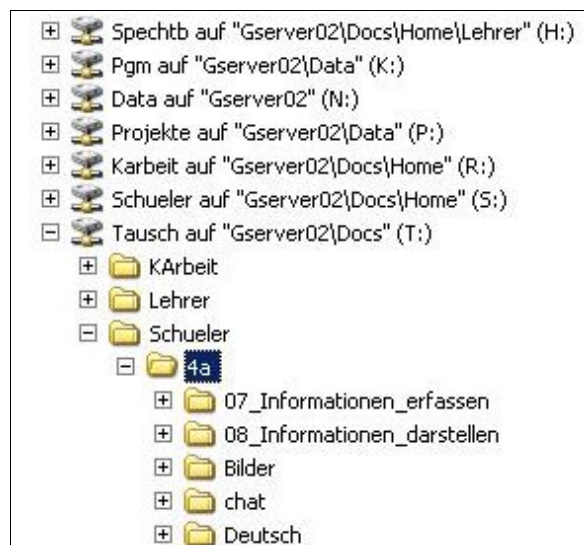 Spechtb auf "Gserver02\Docs\Home\Lehrer" (H:)
Pgm auf "Gserver02\Data" (K:)
Data auf "Gserver02" (N:)
Projekte auf "Gserver02\Data" (P:)
Karbeit auf "Gserver02\Docs\Home" (R:)
Schueler auf "Gserver02\Docs\Home" (S:)
Tausch auf "Gserver02\Docs" (T:)
KArbeit
Lehrer
Schueler
4a
07_Informationen_erfassen
08_Informationen_darstellen
Bilder
chat
Deutsch